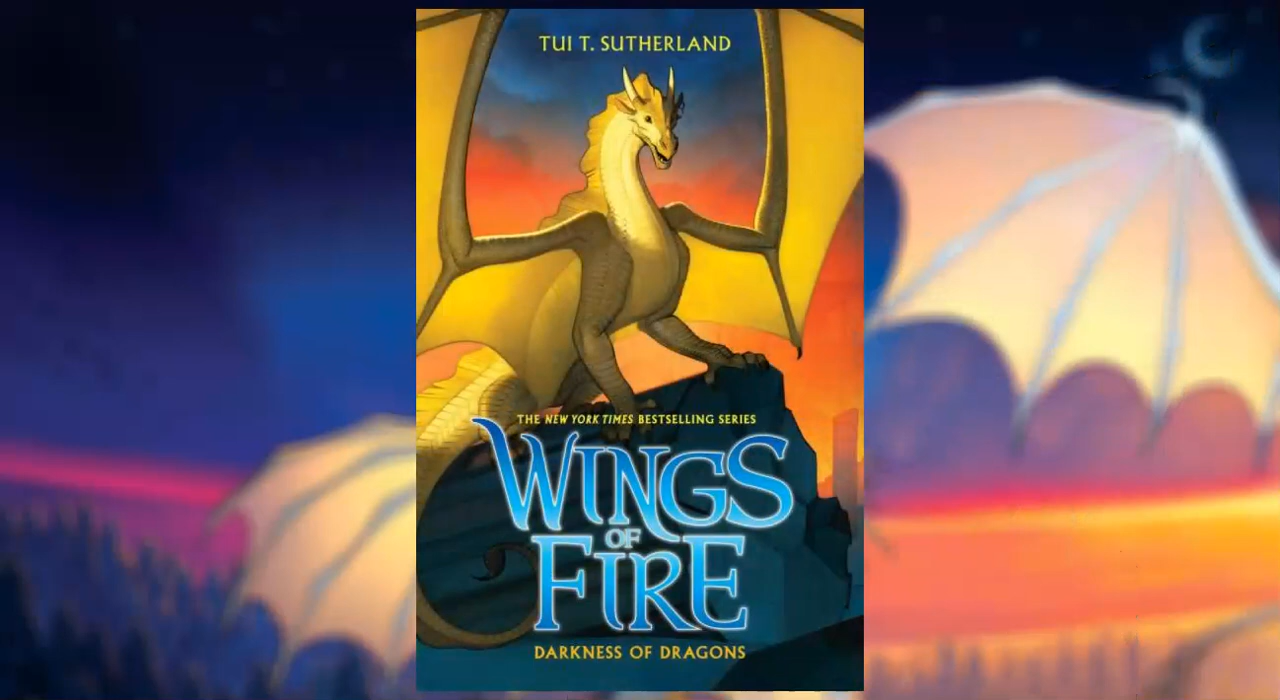 TUI T. SUTHERLAND
THE NEW YORK TIMES BESTSELLING SERIES
WINGS
OF
FIRE
DARKNESS OF DRAGONS